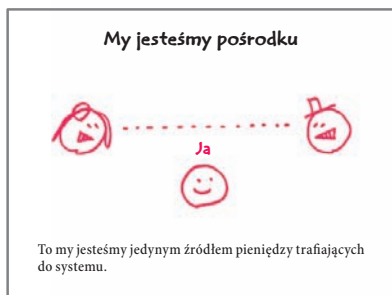 My jesteśmy pośrodku
Ja
To my jesteśmy jedynym źródłem pieniędzy trafiających
do systemu.